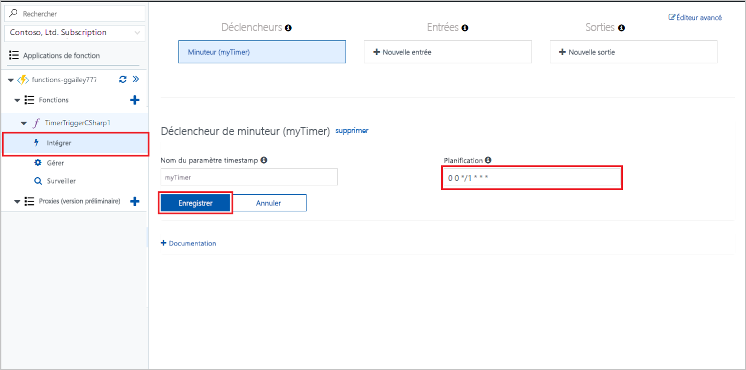 Rechercher
Contoso, Ltd. Subscription
Applications de fonction
functions-ggailey777
Fonctions
TimerTriggerCSharp1
Intégrer
Gérer
Surveiller
Proxies (version préliminaire)
Déclencheurs
Entrées
Sorties
Éditeur avancé
Minuteur (myTimer)
Nouvelle entrée
Nouvelle sortie
Déclencheur de minuteur (myTimer) supprimer
Nom du paramètre timestamp
Planification
myTimer
0 0 */1 * * *
Enregistrer
Annuler
Documentation